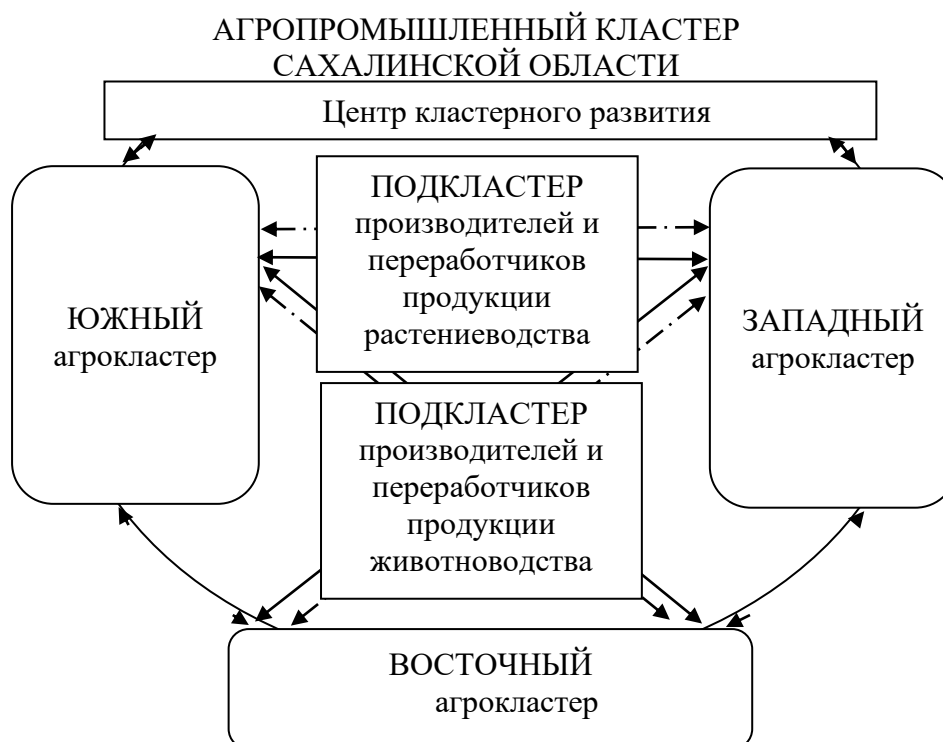 АГРОПРОМЫШЛЕННЫЙ КЛАСТЕР
САХАЛИНСКОЙ ОБЛАСТИ
Центр кластерного развития
ПОДКЛАСТЕР
производителей и
переработчиков
продукции
растениеводства
ЮЖНЫЙ
агрокластер
ЗАПАДНЫЙ
агрокластер
ПОДКЛАСТЕР
производителей и
переработчиков
продукции
животноводства
ВОСТОЧНЫЙ
агрокластер